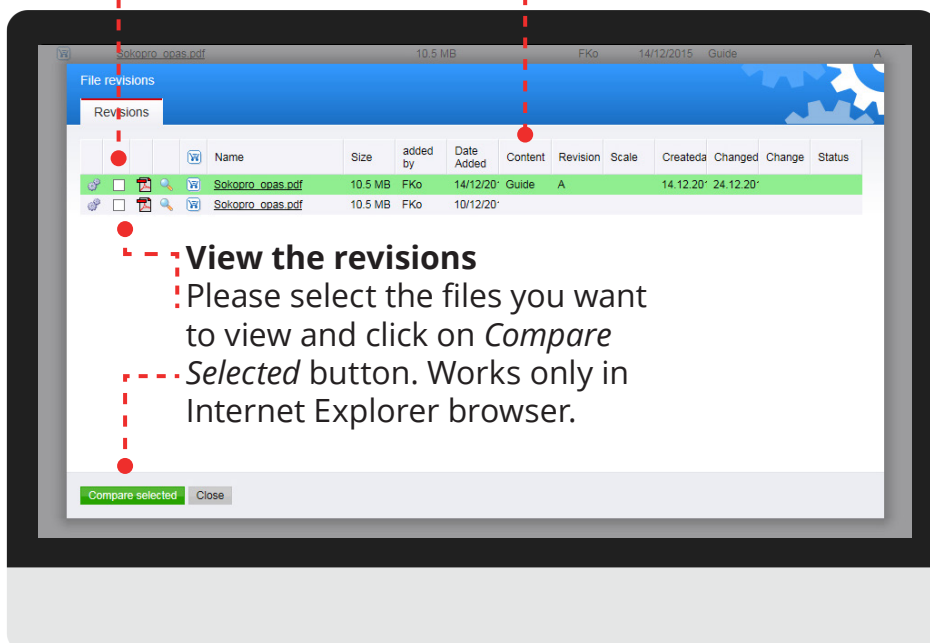 Sokopro_opas.pdf 10.5 MB FKo 14/12/2015 Guide A
File revisions
Revisions
Name Size added by Date Added Content Revision Scale Createda Changed Change Status
Sokopro_opas.pdf 10.5 MB FKo 14/12/20 Guide A 14.12.20 24.12.20
Sokopro_opas.pdf 10.5 MB FKo 10/12/20
View the revisions
Please select the files you want
to view and click on Compare
Selected button. Works only in
Internet Explorer browser.
Compare selected Close